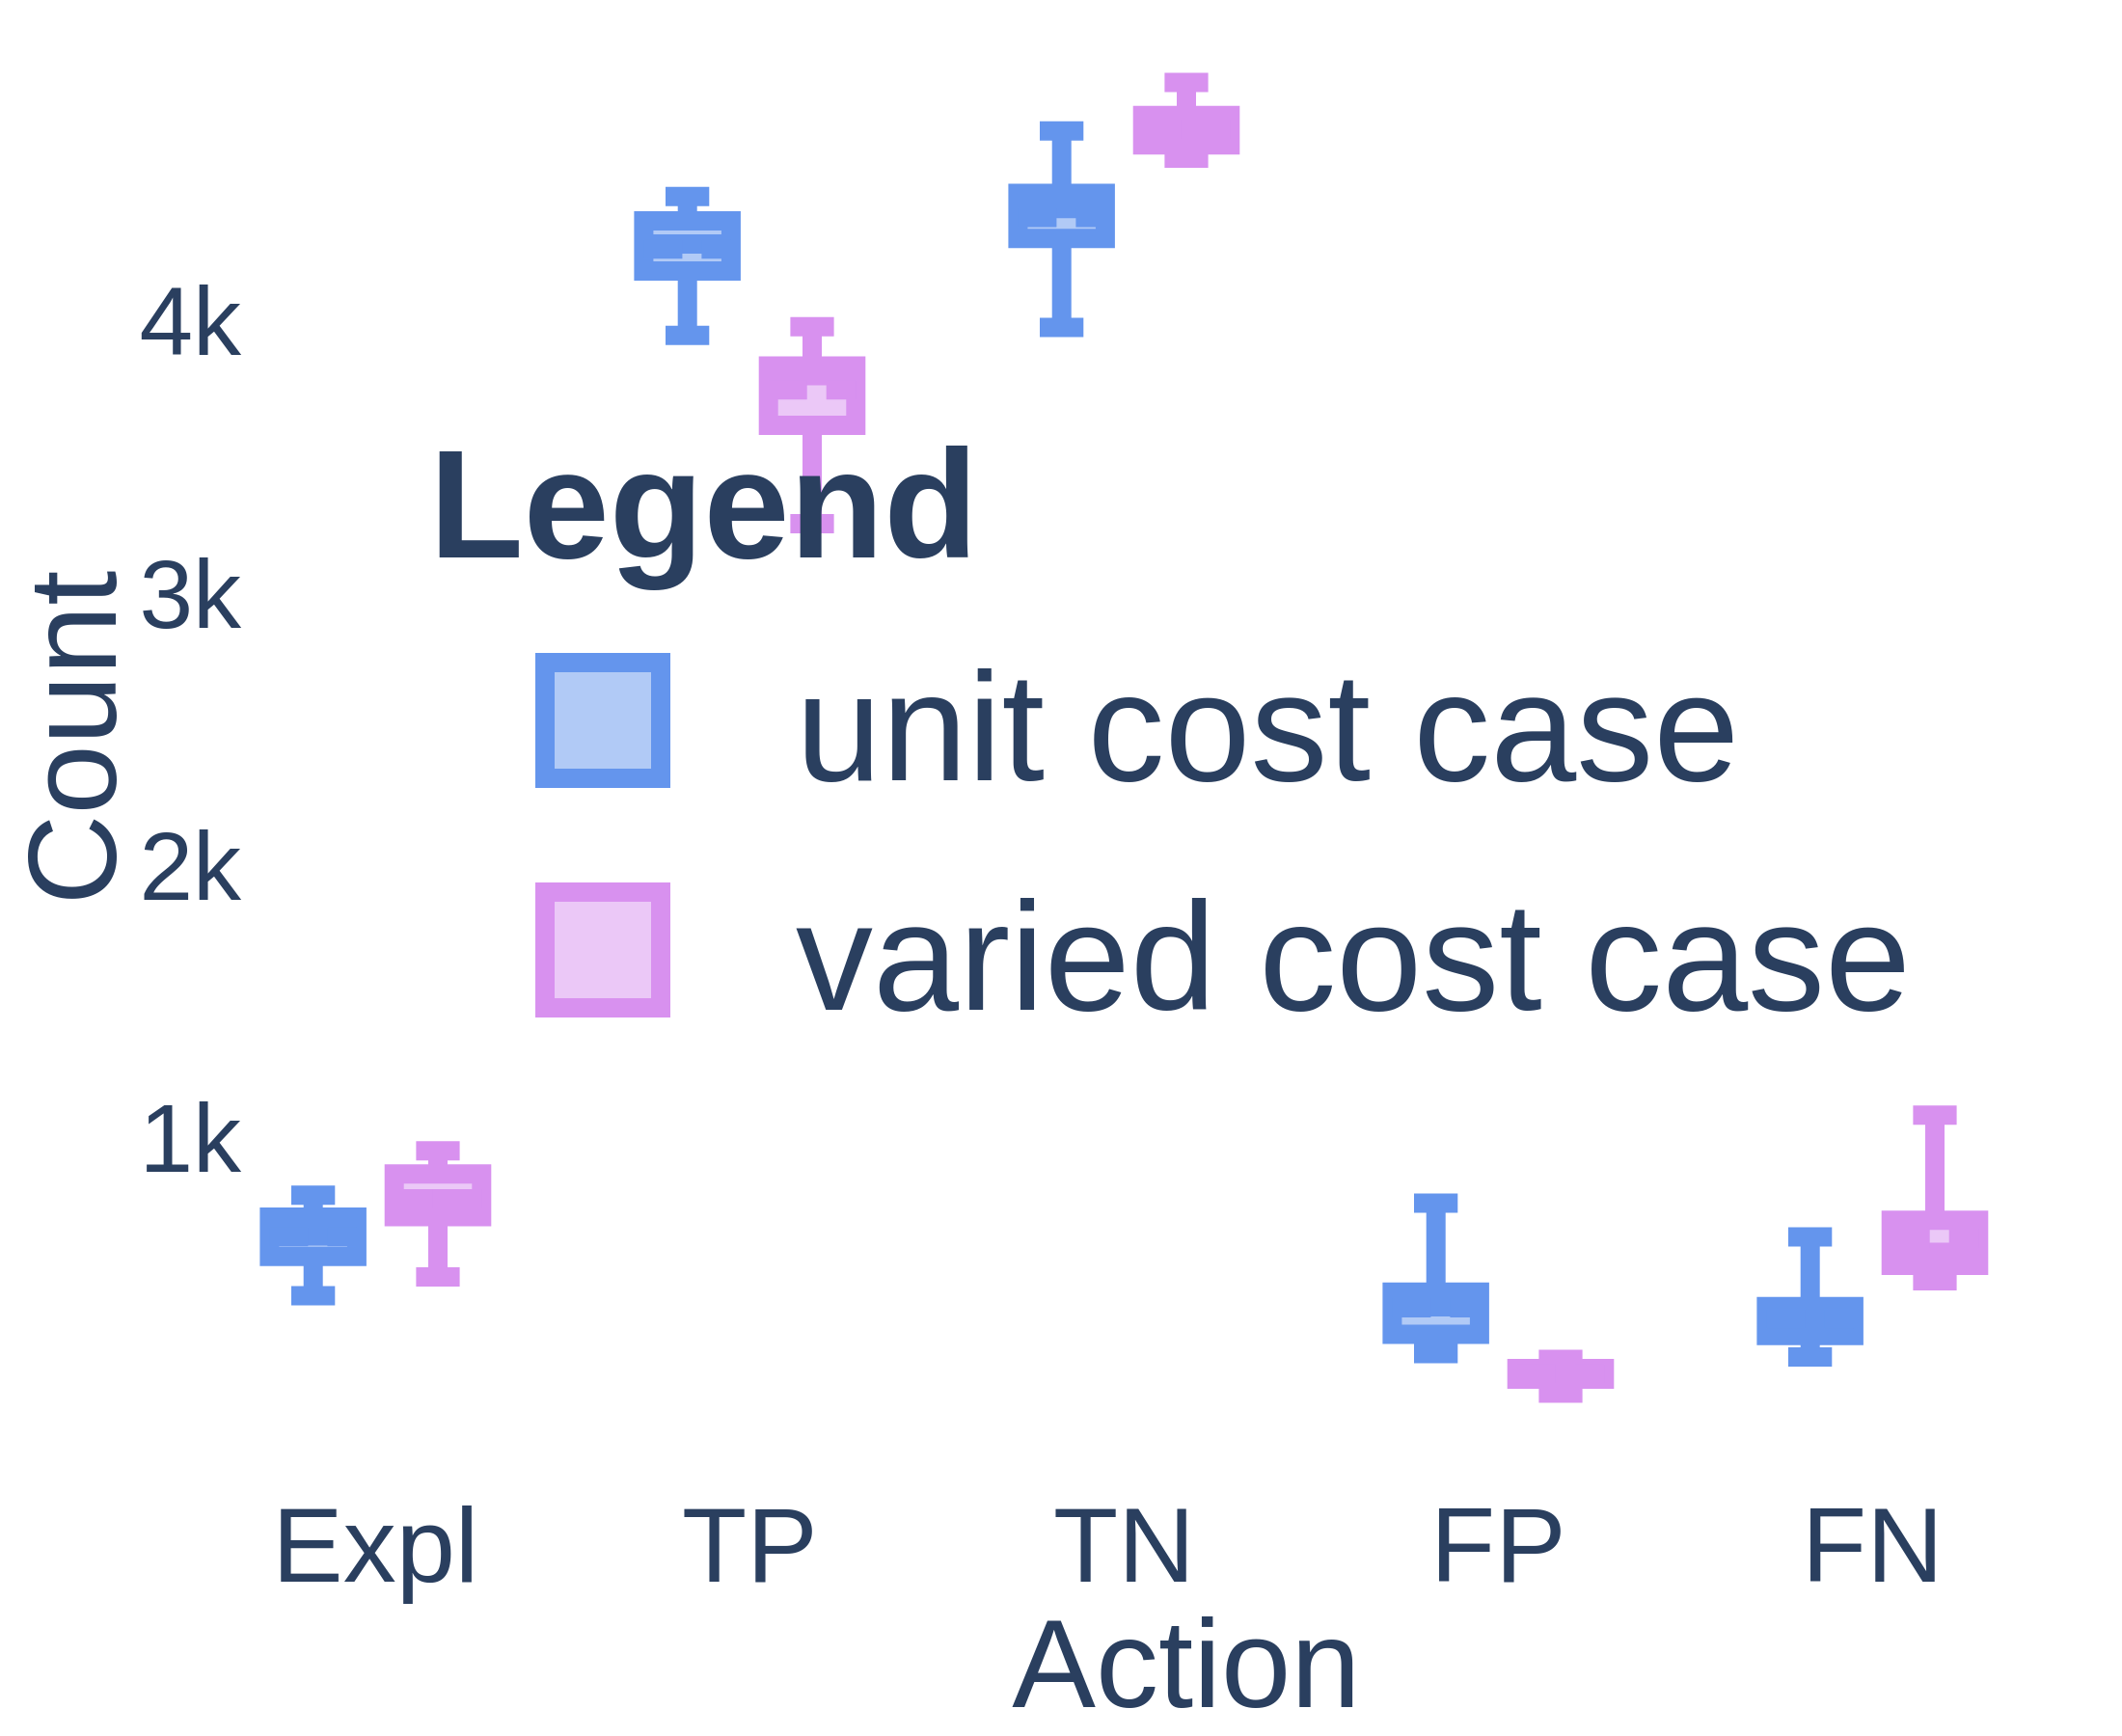 4k
Legend
3k
Count
unit cost case
2k
varied cost case
1k
Expl TP TN FP FN
Action